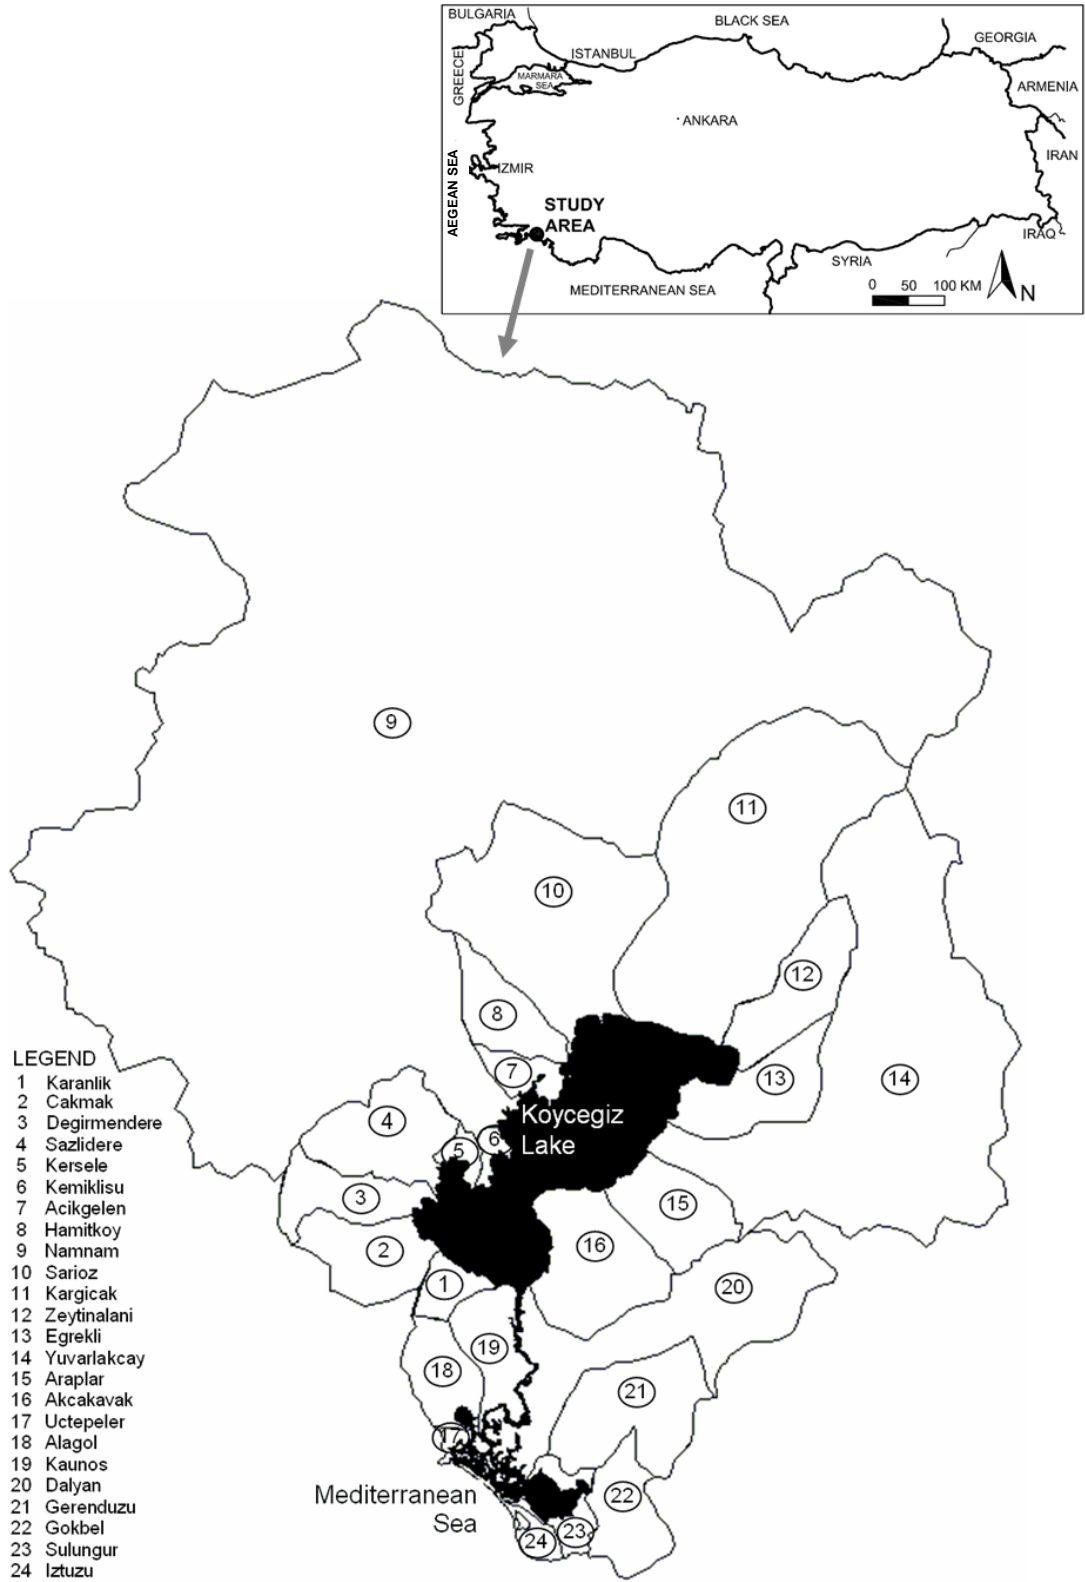 BULGARIA
BLACK SEA
GEORGIA
ISTANBUL
GREECE
MARMARA
SEA
ARMENIA
ANKARA
IRAN
AEGEAN SEA
IZMIR
STUDY
AREA
IRAQ
SYRIA
MEDITERRANEAN SEA
0 50 100 KM
N
9
11
10
12
8
7
13
14
4
Koycegiz
Lake
6
5
3
15
2
16
1
20
19
18
21
17
22
23
24
Mediterranean
Sea
LEGEND
1 Karanlik
2 Cakmak
3 Degirmendere
4 Sazlidere
5 Kersele
6 Kemiklisu
7 Acikgelen
8 Hamitkoy
9 Namnam
10 Sarioz
11 Kargicak
12 Zeytinalani
13 Egrekli
14 Yuvarlakcay
15 Araplar
16 Akcakavak
17 Uctepeler
18 Alagol
19 Kaunos
20 Dalyan
21 Gerenduzu
22 Gokbel
23 Sulungur
24 Iztuzu